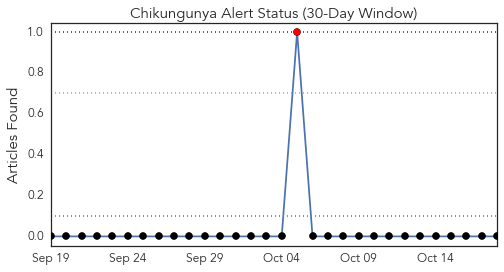 Chikungunya Alert Status (30-Day Window)
Articles Found
1.0
0.8
0.6
0.4
0.2
0.0
Sep 19 Sep 24 Sep 29 Oct 04 Oct 09 Oct 14